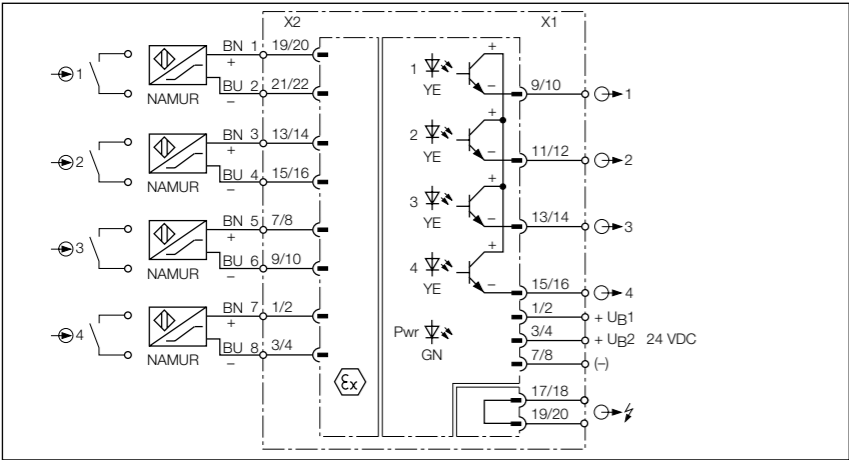 X2 X1
BN 1 19/20
+
1
BU 2 21/22
NAMUR –
BN 3 13/14
+
2
BU 4 15/16
NAMUR –
BN 5 7/8
+
3
BU 6 9/10
NAMUR –
BN 7 1/2
+
4
BU 8 3/4
NAMUR –
Ex
+
1
YE – 9/10 1
+
2
YE – 11/12 2
+
3
YE – 13/14 3
+
4
YE – 15/16 4
1/2 + UB1
Pwr 3/4 + UB2 24 VDC
GN 7/8 (–)
17/18
19/20